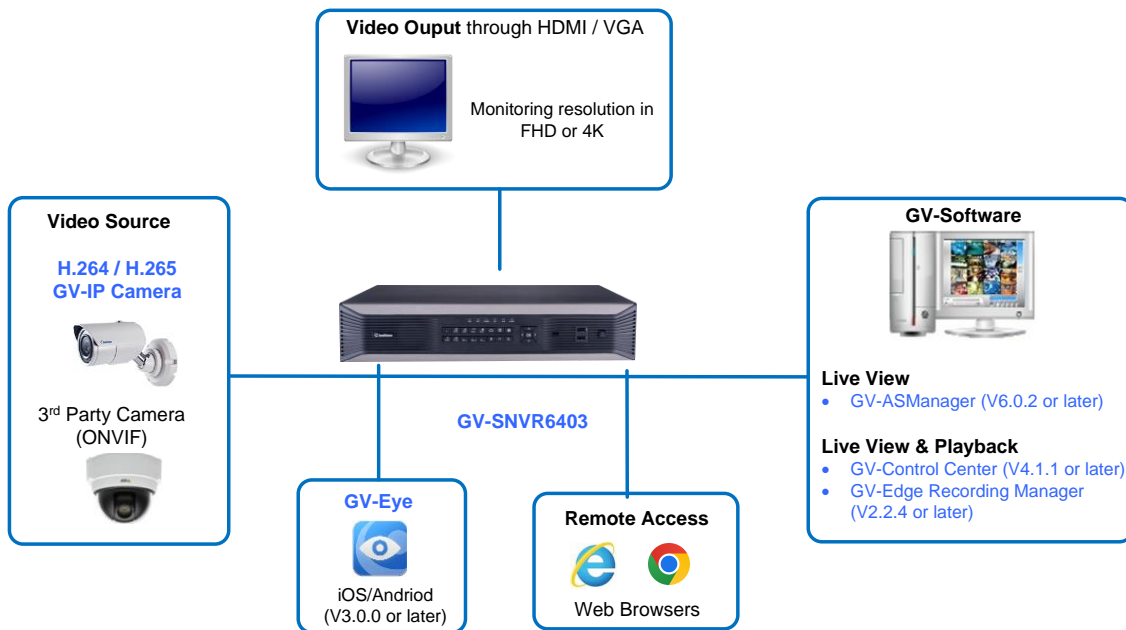 Video Ouput through HDMI / VGA
Monitoring resolution in
FHD or 4K
Video Source
H.264 / H.265
GV-IP Camera
3rd Party Camera
(ONVIF)
GV-SNVR6403
GV-Software
Live View
• GV-ASManager (V6.0.2 or later)
Live View & Playback
• GV-Control Center (V4.1.1 or later)
• GV-Edge Recording Manager
(V2.2.4 or later)
GV-Eye
iOS/Andriod
(V3.0.0 or later)
Remote Access
Web Browsers